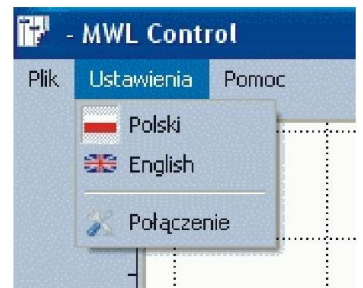 - MWL Control
Plik Ustawienia Pomoc
Polski
English
Połączenie